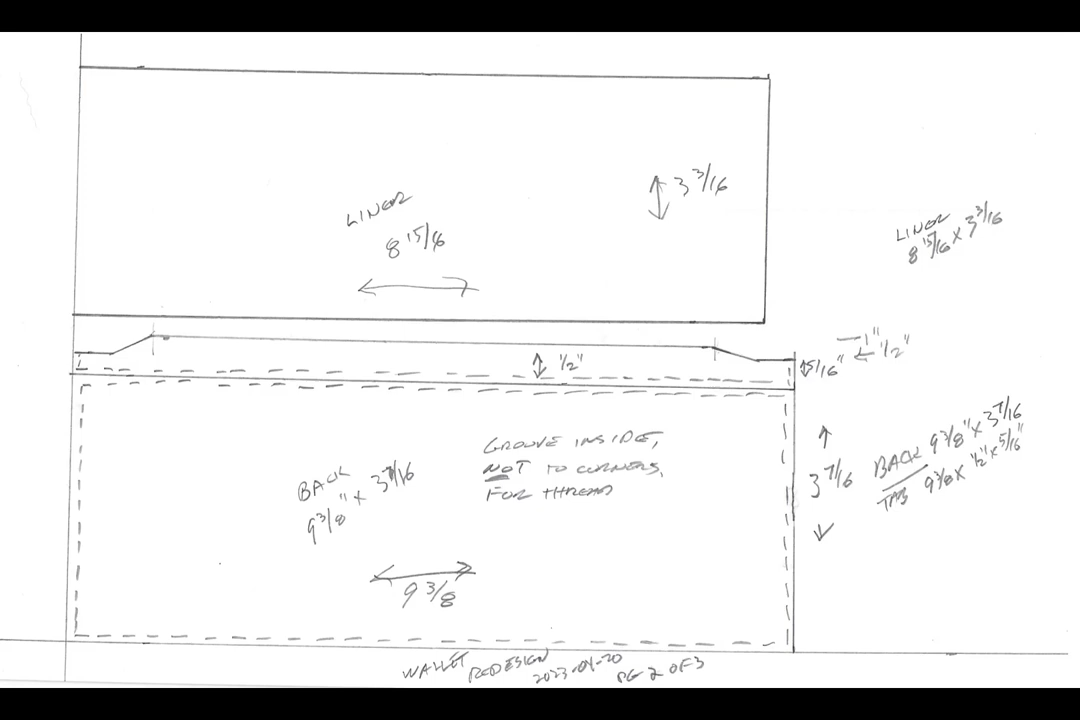 LINER
8 15/16
3 3/16
LINER
8 15/16 x 3 3/16
1"
1/2"
1/2"
5/16"
GROOVE INSIDE,
NOT TO CORNERS,
FOR THREAD
BACK
9 3/8" x 3 7/16
3 7/16
BACK 9 3/8" x 3 7/16
TAB 9 3/8 x 1/2" x 5/16"
9 3/8
WALLET REDESIGN 2023-04-20 PG 2 OF 3